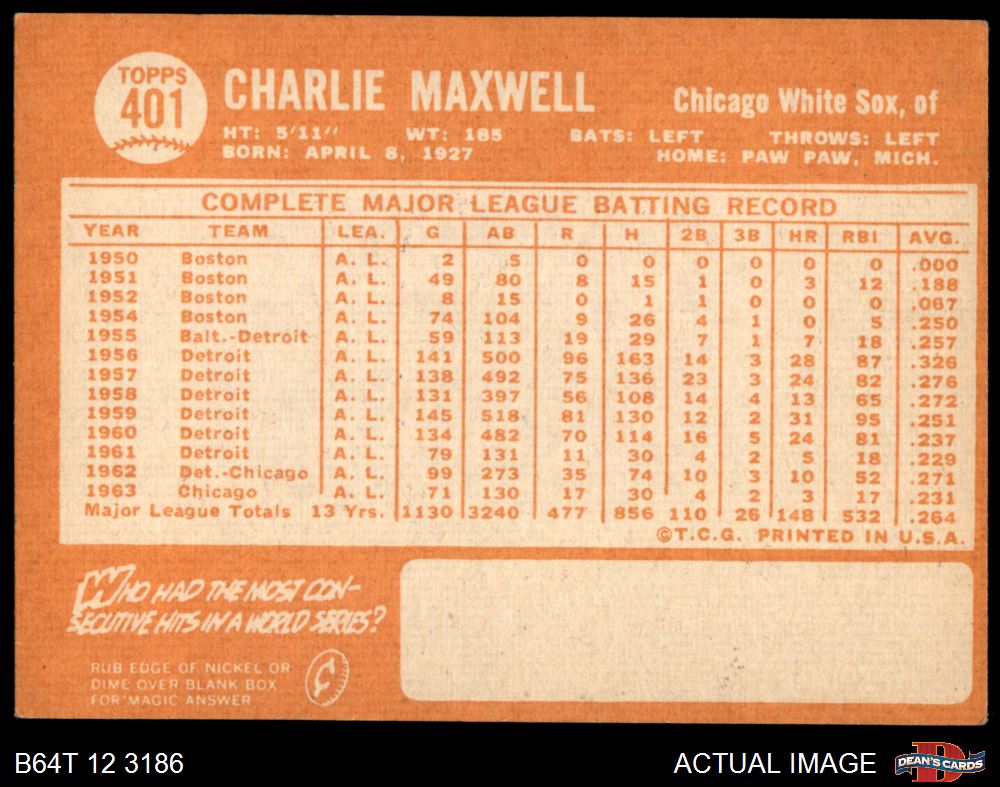 TOPPS
401
CHARLIE MAXWELL
Chicago White Sox, of
HT: 5'11" WT: 185 BATS: LEFT THROWS: LEFT
BORN: APRIL 8, 1927 HOME: PAW PAW, MICH.
COMPLETE MAJOR LEAGUE BATTING RECORD
YEAR TEAM LEA. G AB R H 2B 3B HR RBI AVG.
1950 Boston A. L. 2 5 0 0 0 0 0 0 .000
1951 Boston A. L. 49 80 8 15 1 0 3 12 .188
1952 Boston A. L. 8 15 0 1 1 0 0 0 .067
1954 Boston A. L. 74 104 9 26 4 1 0 5 .250
1955 Balt.-Detroit A. L. 59 113 19 29 7 1 7 18 .257
1956 Detroit A. L. 141 500 96 163 14 3 28 87 .326
1957 Detroit A. L. 138 492 75 136 23 3 24 82 .276
1958 Detroit A. L. 131 397 56 108 14 4 13 65 .272
1959 Detroit A. L. 145 518 81 130 12 2 31 95 .251
1960 Detroit A. L. 134 482 70 114 16 5 24 81 .237
1961 Detroit A. L. 79 131 11 30 4 2 5 18 .229
1962 Det.-Chicago A. L. 99 273 35 74 10 3 10 52 .271
1963 Chicago A. L. 71 130 17 30 4 2 3 17 .231
Major League Totals 13 Yrs. 1130 3240 477 856 110 26 148 532 .264
©T.C.G. PRINTED IN U.S.A.
WHO HAD THE MOST CON-
SECUTIVE HITS IN A WORLD SERIES?
RUB EDGE OF NICKEL OR
DIME OVER BLANK BOX
FOR MAGIC ANSWER
B64T 12 3186
ACTUAL IMAGE
DEAN'S CARDS